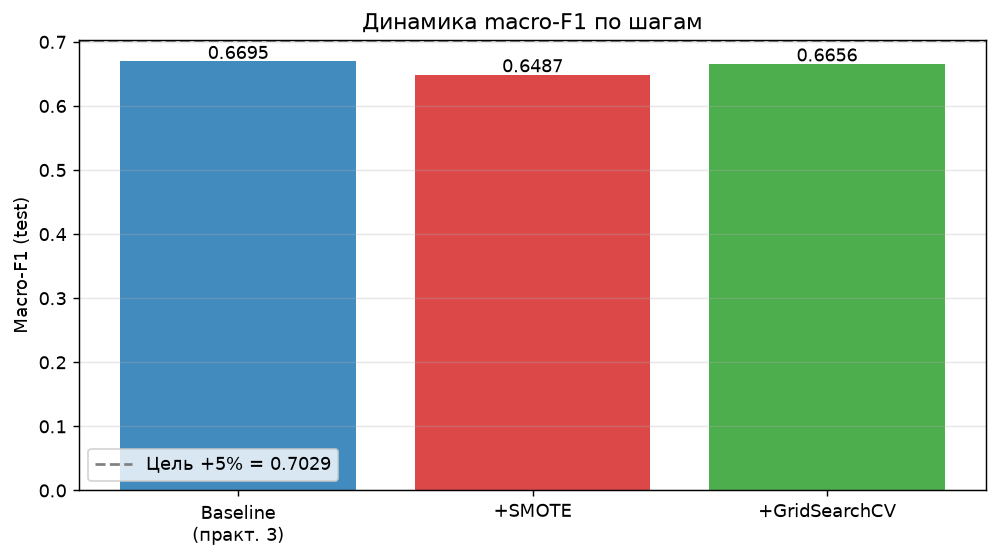 Динамика macro-F1 по шагам
Macro-F1 (test)
0.7
0.6
0.5
0.4
0.3
0.2
0.1
0.0
0.6695
0.6487
0.6656
Цель +5% = 0.7029
Baseline
(практ. 3)
+SMOTE
+GridSearchCV